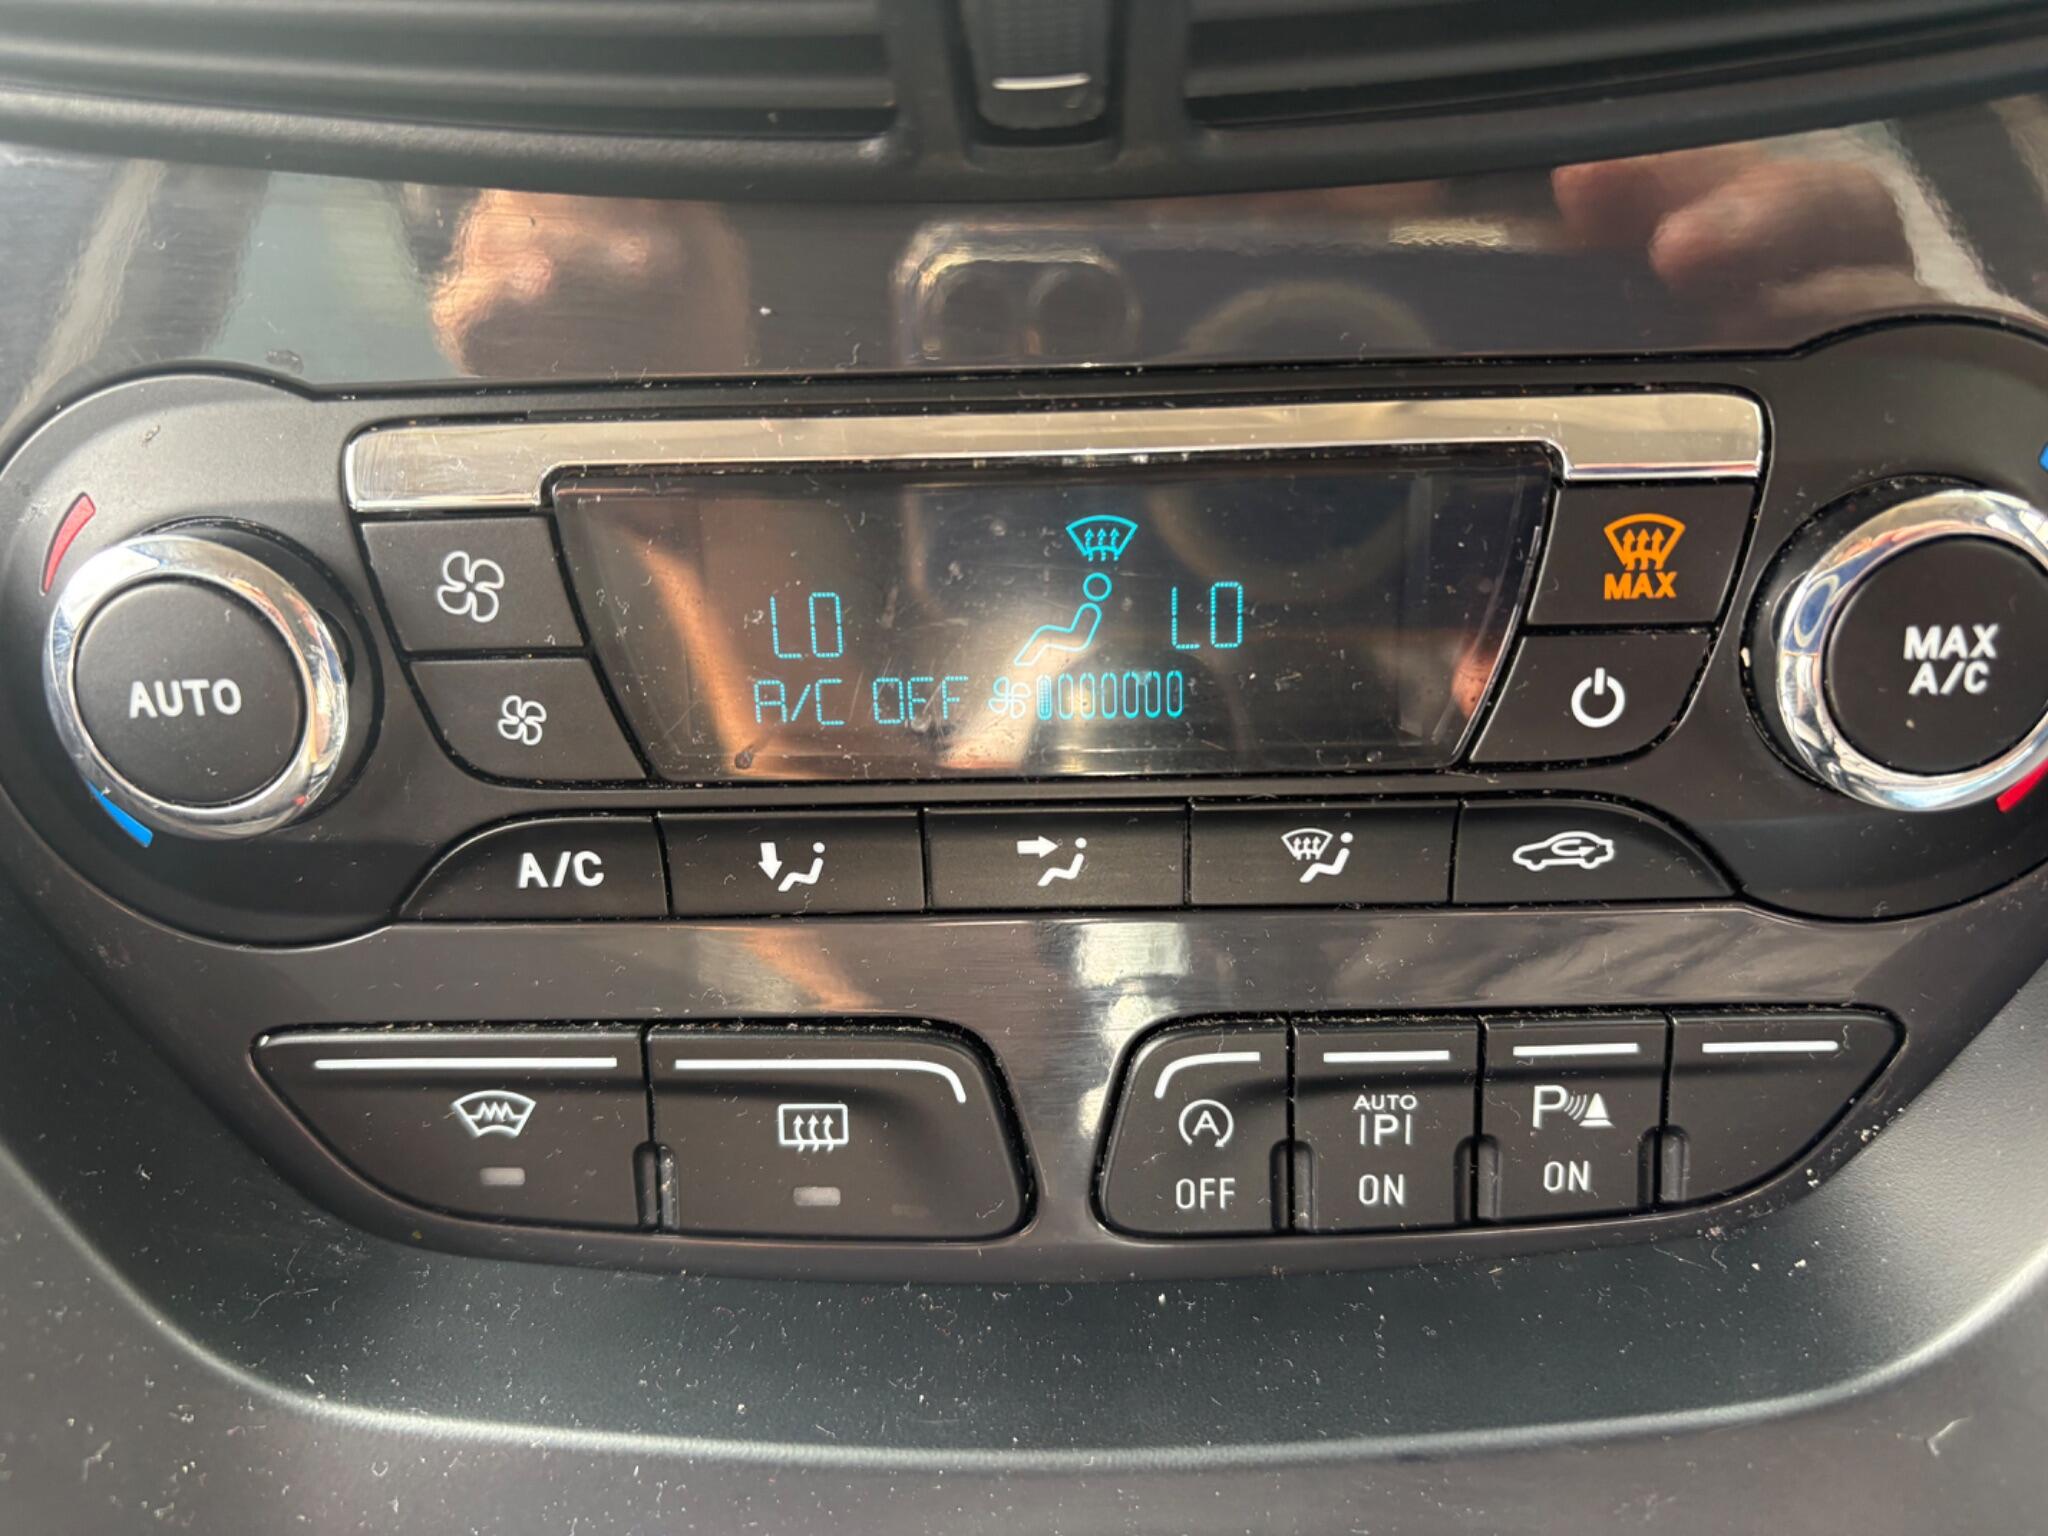 MAX
LO LO
AUTO A/C OFF MAX
A/C
A/C
AUTO
|P|
OFF ON ON
P